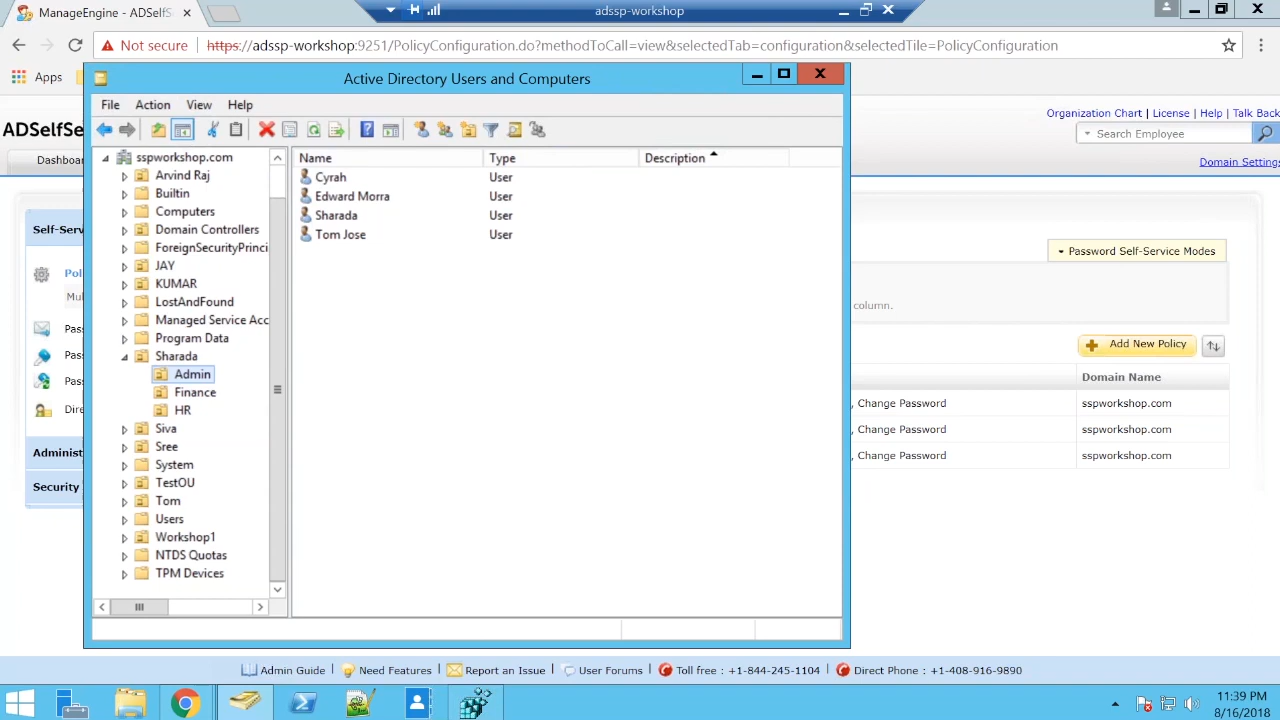 ManageEngine - ADSelfS
adssp-workshop
Not secure
https://adssp-workshop:9251/PolicyConfiguration.do?methodToCall=view&selectedTab=configuration&selectedTile=PolicyConfiguration
Apps
Active Directory Users and Computers
File Action View Help
Organization Chart | License | Help | Talk Back
ADSelfSe
Search Employee
Dashboar
Domain Settings
Name Type Description
sspworkshop.com
Arvind Raj
Builtin
Computers
Domain Controllers
ForeignSecurityPrinci
JAY
KUMAR
LostAndFound
Managed Service Acc
Program Data
Sharada
Admin
Finance
HR
Siva
Sree
System
TestOU
Tom
Users
Workshop1
NTDS Quotas
TPM Devices
Cyrah User
Edward Morra User
Sharada User
Tom Jose User
Self-Serv
Pol
Mul
Pas
Pas
Pas
Dire
Administ
Security
Password Self-Service Modes
column.
Add New Policy
Domain Name
, Change Password sspworkshop.com
, Change Password sspworkshop.com
, Change Password sspworkshop.com
Admin Guide | Need Features | Report an Issue | User Forums | Toll free : +1-844-245-1104 | Direct Phone : +1-408-916-9890
11:39 PM
8/16/2018